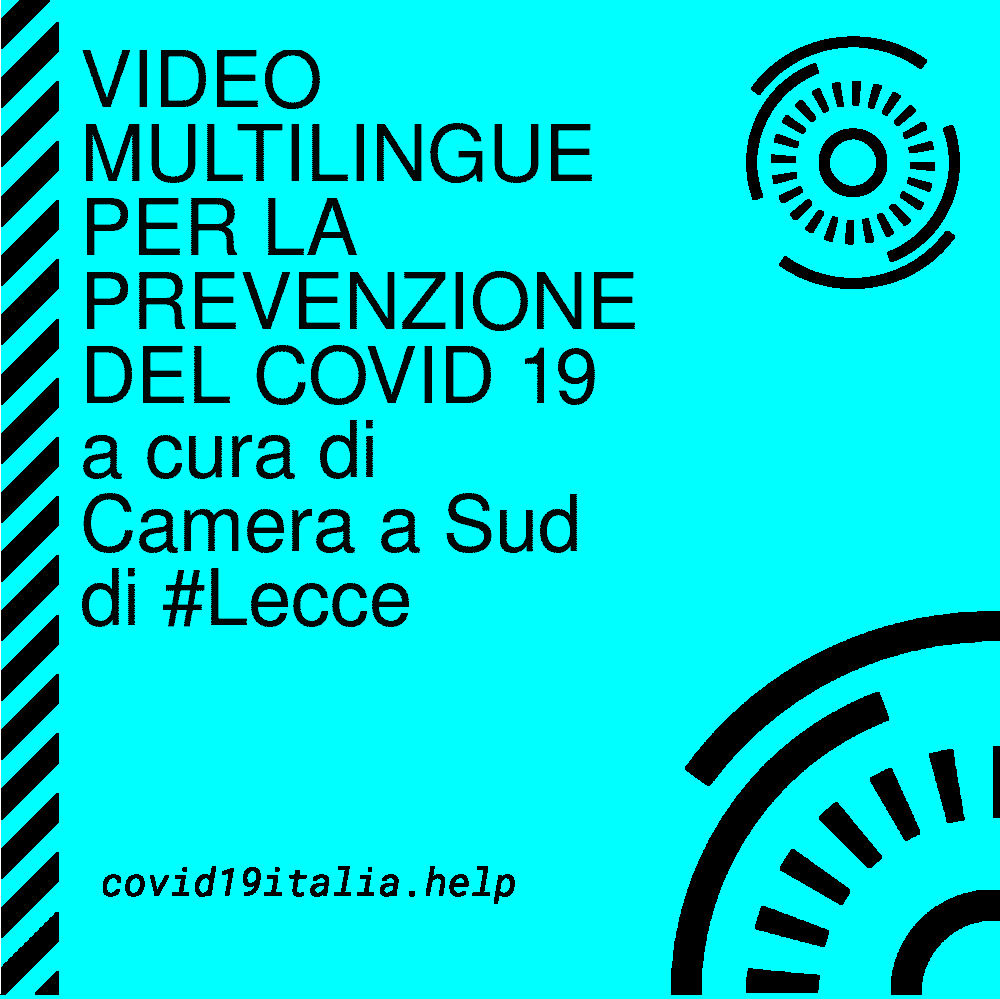 VIDEO
MULTILINGUE
PER LA
PREVENZIONE
DEL COVID 19
a cura di
Camera a Sud
di #Lecce
covid19italia.help